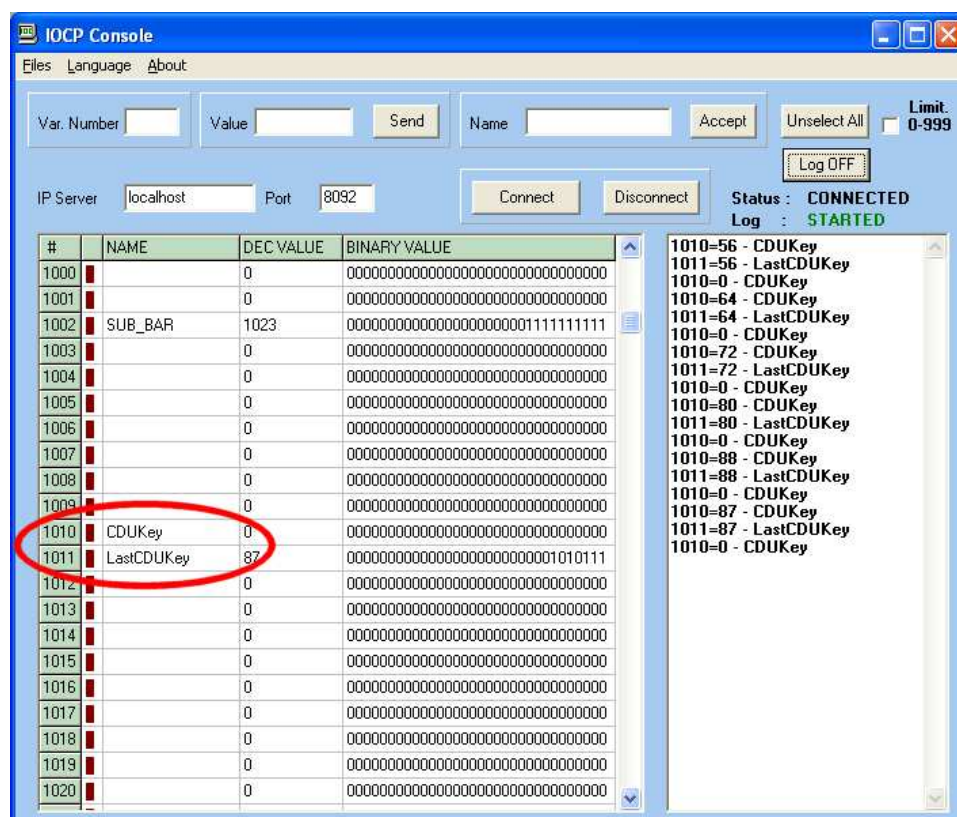 IOCP Console
Files Language About
Var. Number Value Send Name Accept Unselect All Limit. 0-999
Log OFF
IP Server localhost Port 8092 Connect Disconnect Status : CONNECTED
Log : STARTED
# NAME DEC VALUE BINARY VALUE
1000 0 00000000000000000000000000000000
1001 0 00000000000000000000000000000000
1002 SUB_BAR 1023 00000000000000000000001111111111
1003 0 00000000000000000000000000000000
1004 0 00000000000000000000000000000000
1005 0 00000000000000000000000000000000
1006 0 00000000000000000000000000000000
1007 0 00000000000000000000000000000000
1008 0 00000000000000000000000000000000
1009 0 00000000000000000000000000000000
1010 CDUKey 0 00000000000000000000000000000000
1011 LastCDUKey 87 00000000000000000000000001010111
1012 0 00000000000000000000000000000000
1013 0 00000000000000000000000000000000
1014 0 00000000000000000000000000000000
1015 0 00000000000000000000000000000000
1016 0 00000000000000000000000000000000
1017 0 00000000000000000000000000000000
1018 0 00000000000000000000000000000000
1019 0 00000000000000000000000000000000
1020 0 00000000000000000000000000000000
1010=56 - CDUKey
1011=56 - LastCDUKey
1010=0 - CDUKey
1010=64 - CDUKey
1011=64 - LastCDUKey
1010=0 - CDUKey
1010=72 - CDUKey
1011=72 - LastCDUKey
1010=0 - CDUKey
1010=80 - CDUKey
1011=80 - LastCDUKey
1010=0 - CDUKey
1010=88 - CDUKey
1011=88 - LastCDUKey
1010=0 - CDUKey
1010=87 - CDUKey
1011=87 - LastCDUKey
1010=0 - CDUKey